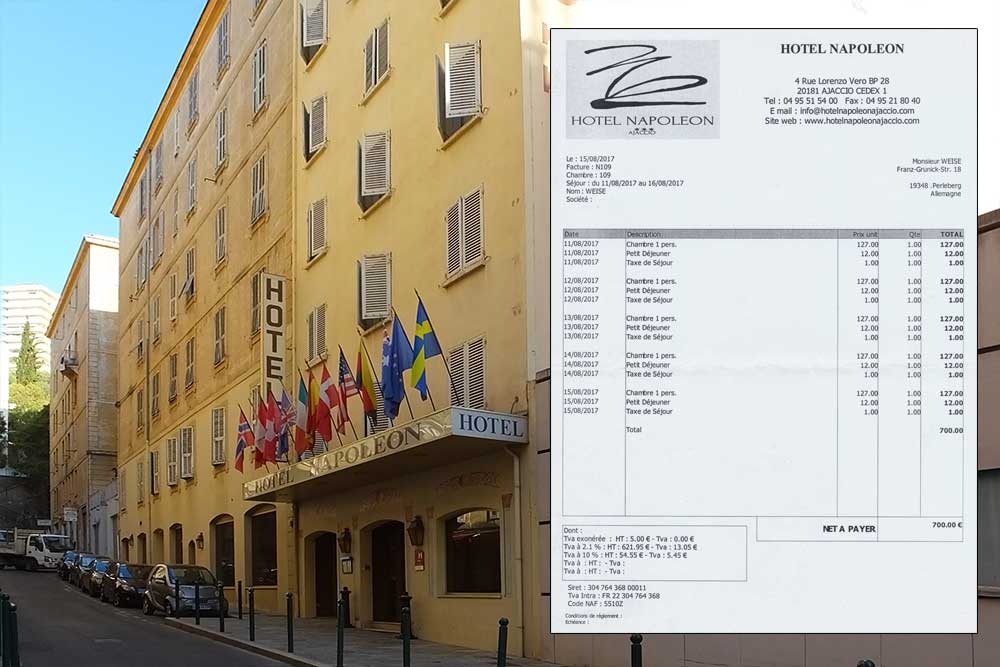 HOTEL
HOTEL NAPOLEON
HOTEL
HOTEL NAPOLEON
AJACCIO
HOTEL NAPOLEON
4 Rue Lorenzo Vero BP 28
20181 AJACCIO CEDEX 1
Tel : 04 95 51 54 00 Fax : 04 95 21 80 40
E mail : info@hotelnapoleonajaccio.com
Site web : www.hotelnapoleonajaccio.com
Le : 15/08/2017
Facture : N109
Chambre : 109
Séjour : du 11/08/2017 au 16/08/2017
Nom : WEISE
Société :
Monsieur WEISE
Franz-Grunick-Str. 18
19348 .Perleberg
Allemagne
Date Description Prix unit Qte TOTAL
11/08/2017 Chambre 1 pers. 127.00 1.00 127.00
11/08/2017 Petit Déjeuner 12.00 1.00 12.00
11/08/2017 Taxe de Séjour 1.00 1.00 1.00
12/08/2017 Chambre 1 pers. 127.00 1.00 127.00
12/08/2017 Petit Déjeuner 12.00 1.00 12.00
12/08/2017 Taxe de Séjour 1.00 1.00 1.00
13/08/2017 Chambre 1 pers. 127.00 1.00 127.00
13/08/2017 Petit Déjeuner 12.00 1.00 12.00
13/08/2017 Taxe de Séjour 1.00 1.00 1.00
14/08/2017 Chambre 1 pers. 127.00 1.00 127.00
14/08/2017 Petit Déjeuner 12.00 1.00 12.00
14/08/2017 Taxe de Séjour 1.00 1.00 1.00
15/08/2017 Chambre 1 pers. 127.00 1.00 127.00
15/08/2017 Petit Déjeuner 12.00 1.00 12.00
15/08/2017 Taxe de Séjour 1.00 1.00 1.00
Total 700.00
NET A PAYER 700.00 €
Dont :
Tva exonérée : HT : 5.00 € - Tva : 0.00 €
Tva à 2.1 % : HT : 621.95 € - Tva : 13.05 €
Tva à 10 % : HT : 54.55 € - Tva : 5.45 €
Tva à : HT : - Tva :
Tva à : HT : - Tva :
Siret : 304 764 368 00011
Tva Intra : FR 22 304 764 368
Code NAF : 5510Z
Conditions de règlement :
Echéance :